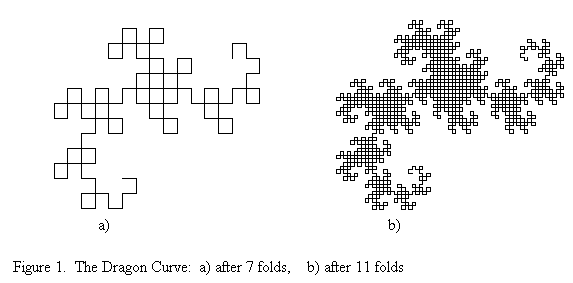 a) b)
Figure 1. The Dragon Curve: a) after 7 folds, b) after 11 folds